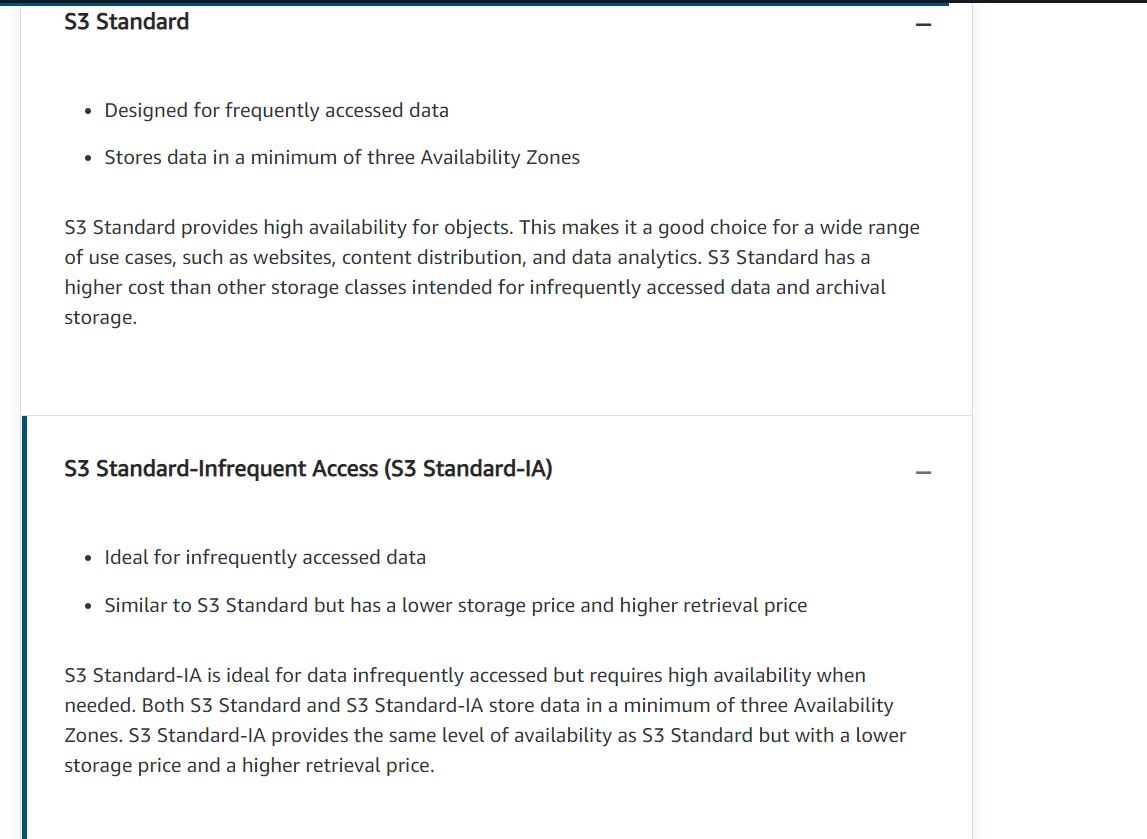 S3 Standard
• Designed for frequently accessed data
• Stores data in a minimum of three Availability Zones
S3 Standard provides high availability for objects. This makes it a good choice for a wide range
of use cases, such as websites, content distribution, and data analytics. S3 Standard has a
higher cost than other storage classes intended for infrequently accessed data and archival
storage.
S3 Standard-Infrequent Access (S3 Standard-IA)
• Ideal for infrequently accessed data
• Similar to S3 Standard but has a lower storage price and higher retrieval price
S3 Standard-IA is ideal for data infrequently accessed but requires high availability when
needed. Both S3 Standard and S3 Standard-IA store data in a minimum of three Availability
Zones. S3 Standard-IA provides the same level of availability as S3 Standard but with a lower
storage price and a higher retrieval price.